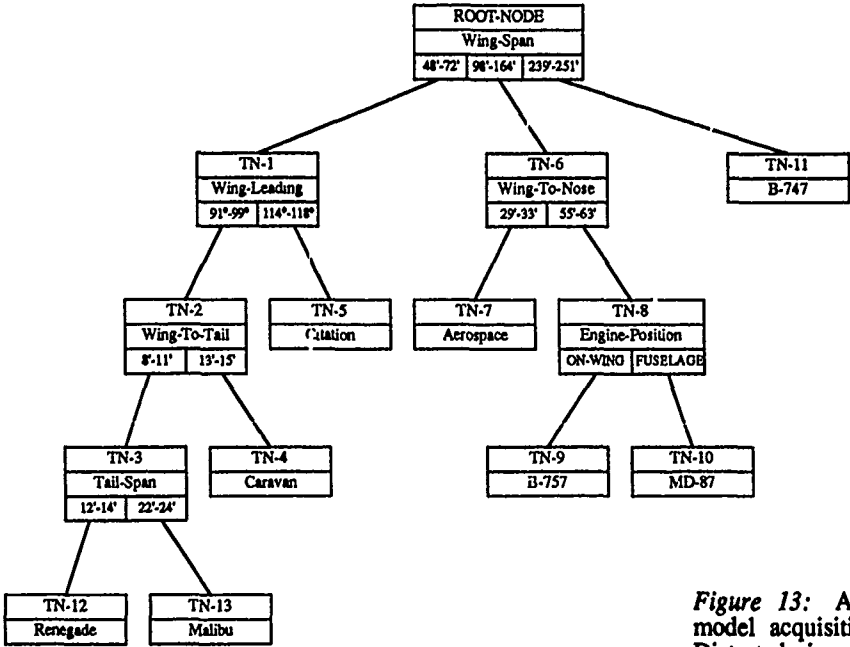 ROOT-NODE
Wing-Span
48'-72' 98'-164' 239'-251'
TN-1 TN-6 TN-11
Wing-Leading Wing-To-Nose B-747
91°-99° 114°-118° 29'-33' 55'-63'
TN-2 TN-5 TN-7 TN-8
Wing-To-Tail Citation Aerospace Engine-Position
8'-11' 13'-15' ON-WING FUSELAGE
TN-3 TN-4 TN-9 TN-10
Tail-Span Caravan B-757 MD-87
12'-14' 22'-24'
TN-12 TN-13
Renegade Malibu
Figure 13: A
model acquisiti